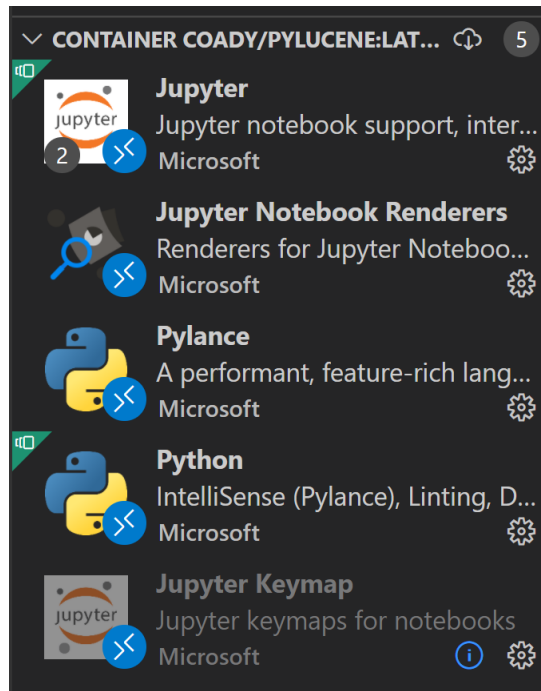 CONTAINER COADY/PYLUCENE:LAT... 5
Jupyter
jupyter
Jupyter notebook support, inter...
2
Microsoft
Jupyter Notebook Renderers
Renderers for Jupyter Noteboo...
Microsoft
Pylance
A performant, feature-rich lang...
Microsoft
Python
IntelliSense (Pylance), Linting, D...
Microsoft
Jupyter Keymap
jupyter
Jupyter keymaps for notebooks
Microsoft